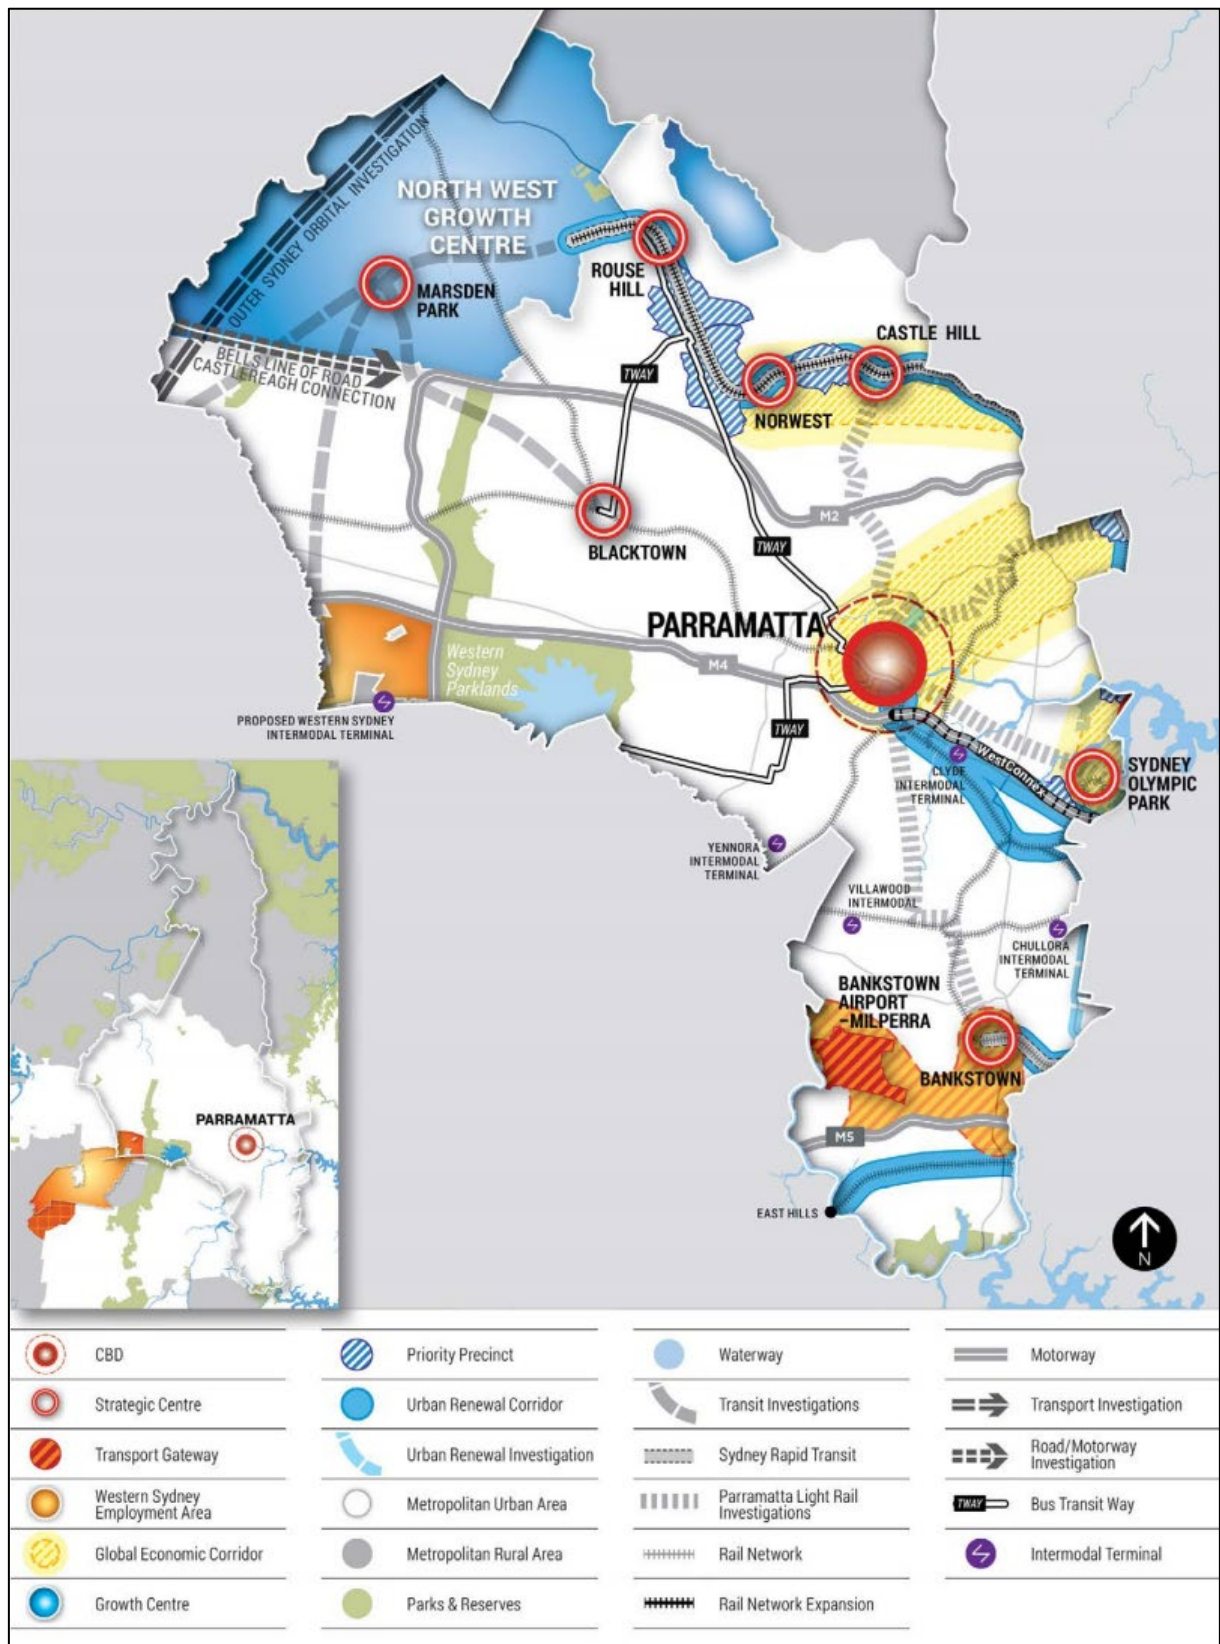 OUTER SYDNEY ORBITAL INVESTIGATION
NORTH WEST
GROWTH
CENTRE
MARSDEN
PARK
ROUSE
HILL
CASTLE HILL
BELLS LINE OF ROAD
CASTLEREAGH CONNECTION
TWAY
NORWEST
M2
BLACKTOWN
TWAY
PARRAMATTA
Western
Sydney
Parklands
M4
PROPOSED WESTERN SYDNEY
INTERMODAL TERMINAL
TWAY
WestConnex
CLYDE
INTERMODAL
TERMINAL
SYDNEY
OLYMPIC
PARK
YENNORA
INTERMODAL
TERMINAL
VILLAWOOD
INTERMODAL
CHULLORA
INTERMODAL
TERMINAL
BANKSTOWN
AIRPORT
-MILPERRA
BANKSTOWN
M5
EAST HILLS
N
PARRAMATTA
CBD
Strategic Centre
Transport Gateway
Western Sydney
Employment Area
Global Economic Corridor
Growth Centre
Priority Precinct
Urban Renewal Corridor
Urban Renewal Investigation
Metropolitan Urban Area
Metropolitan Rural Area
Parks & Reserves
Waterway
Transit Investigations
Sydney Rapid Transit
Parramatta Light Rail
Investigations
Rail Network
Rail Network Expansion
Motorway
Transport Investigation
Road/Motorway
Investigation
TWAY
Bus Transit Way
Intermodal Terminal